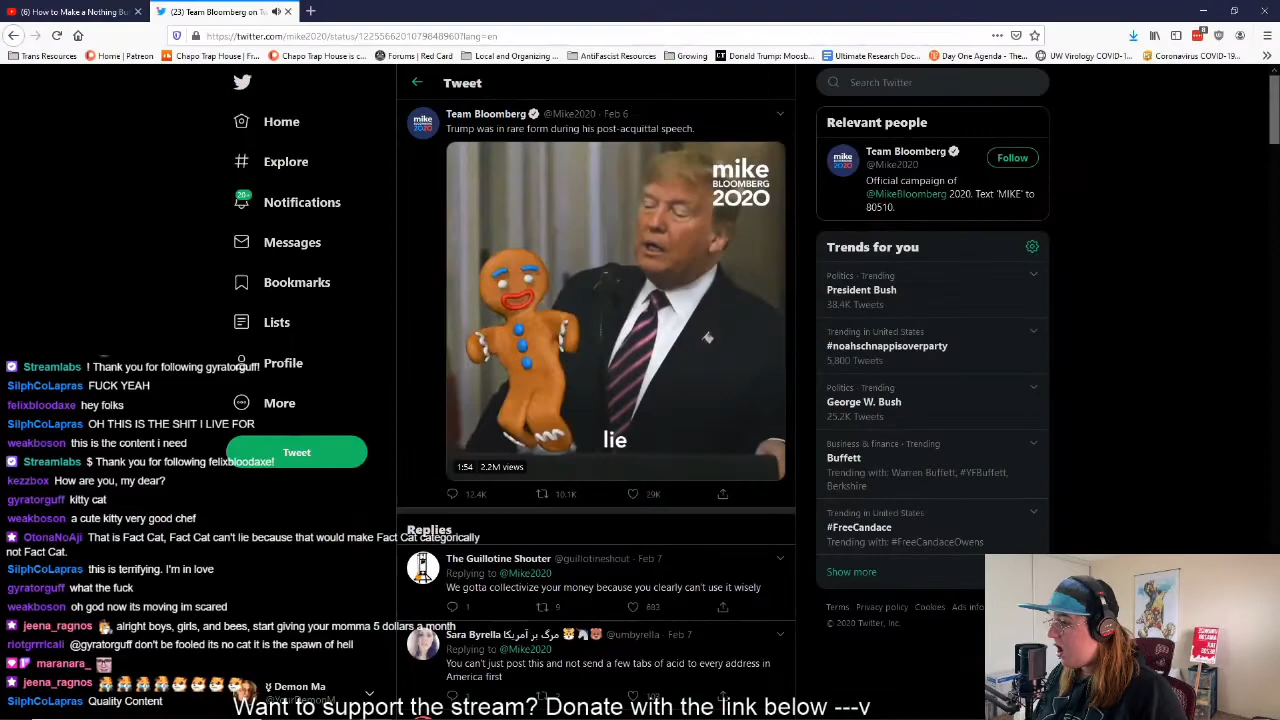 (6) How to Make a Nothing Bu
(23) Team Bloomberg on Tw
https://twitter.com/mike2020/status/1225566201079848960?lang=en
Trans Resources
Home | Patreon
Chapo Trap House - Fr...
Chapo Trap House is c...
Red Folder
Local and Organizing ...
AntiFascist Resources
Growing
Donald Trump: Moosb...
Ultimate Research Doc...
Day One Agenda - The...
UW Virology COVID-1...
Coronavirus COVID-19...
Home
Explore
20+
Notifications
Messages
Bookmarks
Lists
Profile
More
Tweet
Tweet
Team Bloomberg @Mike2020 · Feb 6
Trump was in rare form during his post-acquittal speech.
mike
BLOOMBERG
2020
lie
1:54 2.2M views
12.4K 10.1K 29K
Replies
The Guillotine Shouter @guillotineshout · Feb 7
Replying to @Mike2020
We gotta collectivize your money because you clearly can't use it wisely
1 9 683
Sara Byrella مرگ بر آمریکا 🐯🦄🐻 @umbyrella · Feb 7
Replying to @Mike2020
You can't just post this and not send a few tabs of acid to every address in
America first
Search Twitter
Relevant people
Team Bloomberg
@Mike2020
Follow
Official campaign of
@MikeBloomberg 2020. Text 'MIKE' to
80510.
Trends for you
Politics · Trending
President Bush
38.4K Tweets
Trending in United States
#noahschnappisoverparty
5,800 Tweets
Politics · Trending
George W. Bush
25.2K Tweets
Business & finance · Trending
Buffett
Trending with: Warren Buffett, #YFBuffett,
Berkshire
Trending in United States
#FreeCandace
Trending with: #FreeCandaceOwens
Show more
Terms Privacy policy Cookies Ads info
© 2020 Twitter, Inc.
Streamlabs ! Thank you for following gyratorguff!
SilphCoLapras FUCK YEAH
felixbloodaxe hey folks
SilphCoLapras OH THIS IS THE SHIT I LIVE FOR
weakboson this is the content i need
Streamlabs $ Thank you for following felixbloodaxe!
kezzbox How are you, my dear?
gyratorguff kitty cat
weakboson a cute kitty very good chef
OtonaNoAji That is Fact Cat, Fact Cat can't lie because that would make Fact Cat categorically
not Fact Cat.
SilphCoLapras this is terrifying. I'm in love
gyratorguff what the fuck
weakboson oh god now its moving im scared
jeena_ragnos alright boys, girls, and bees, start giving your momma 5 dollars a month
riotgrrricali @gyratorguff don't be fooled its no cat it is the spawn of hell
maranara_
jeena_ragnos
SilphCoLapras Quality Content
Demon Ma
Want to support the stream? Donate with the link below ---v